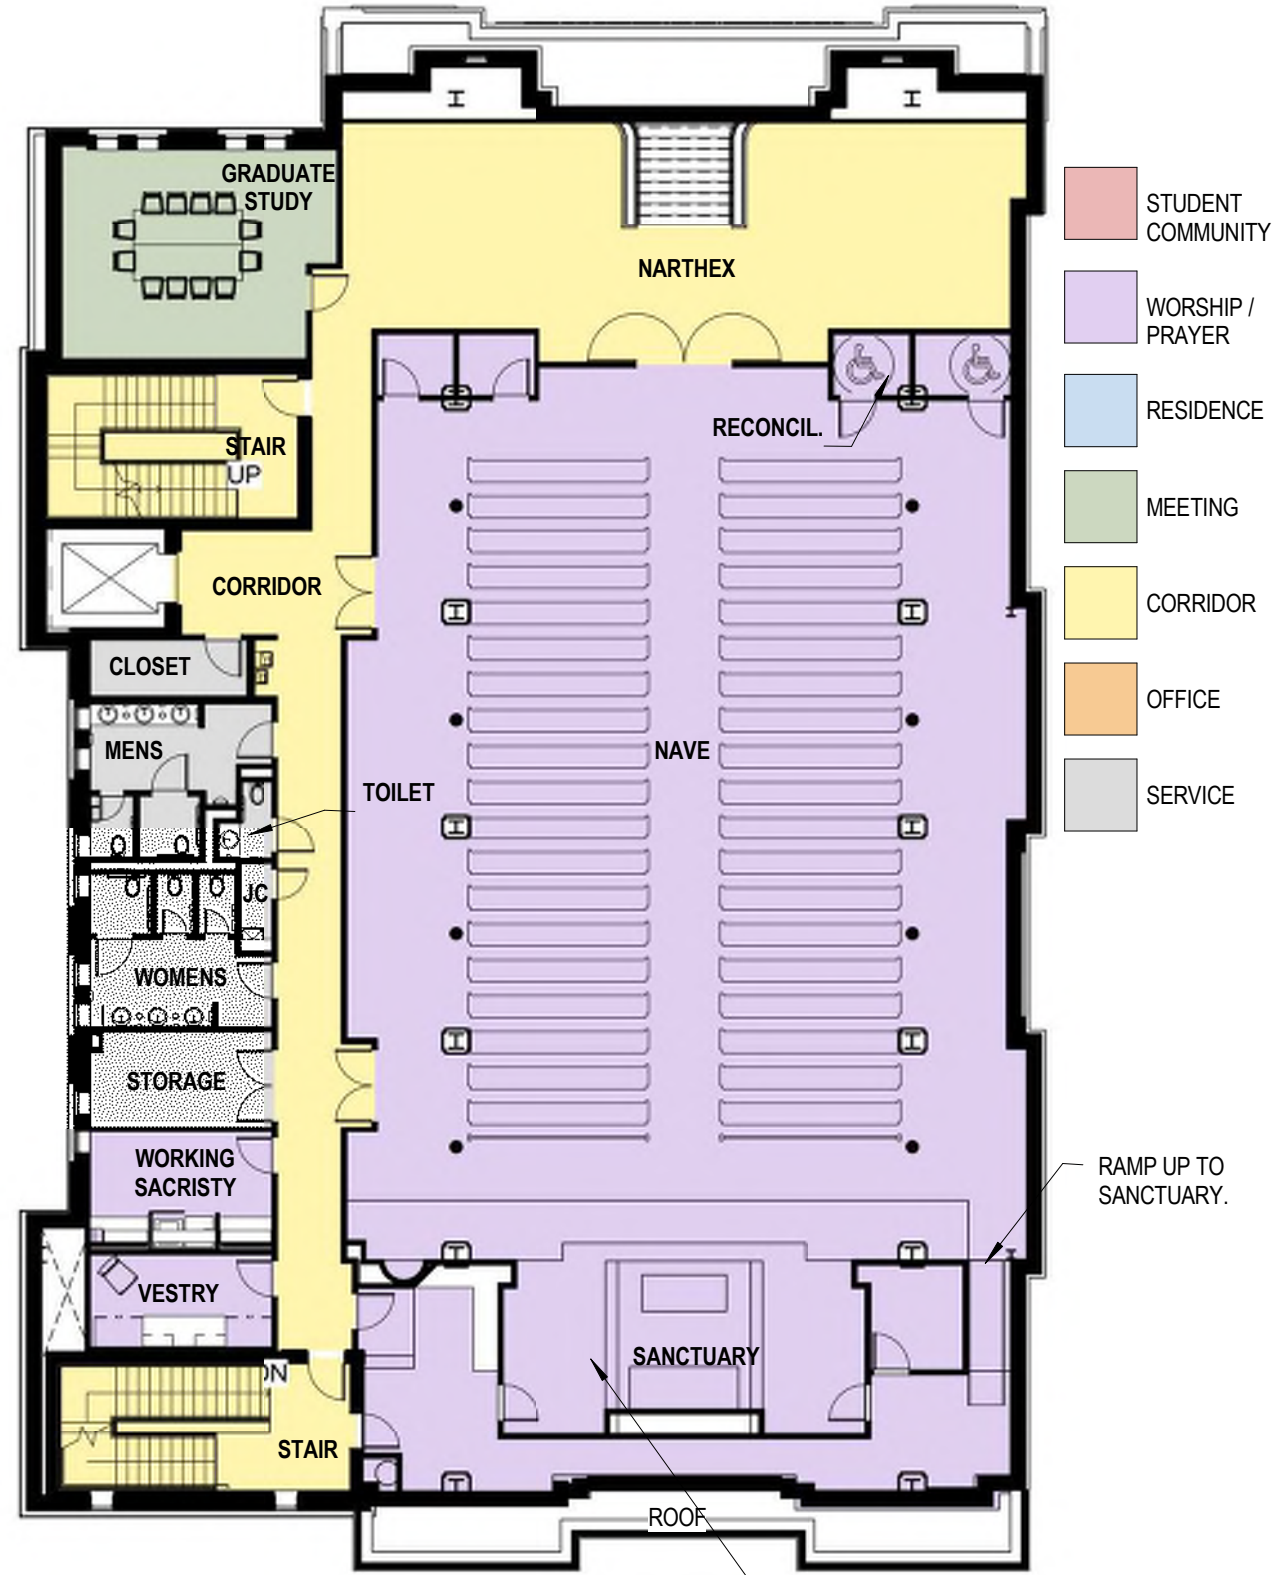 GRADUATE
STUDY
NARTHEX
STAIR
UP
RECONCIL.
CORRIDOR
CLOSET
MENS
NAVE
TOILET
JC
WOMENS
STORAGE
WORKING
SACRISTY
VESTRY
SANCTUARY
STAIR
ROOF
RAMP UP TO
SANCTUARY.
STUDENT
COMMUNITY
WORSHIP /
PRAYER
RESIDENCE
MEETING
CORRIDOR
OFFICE
SERVICE